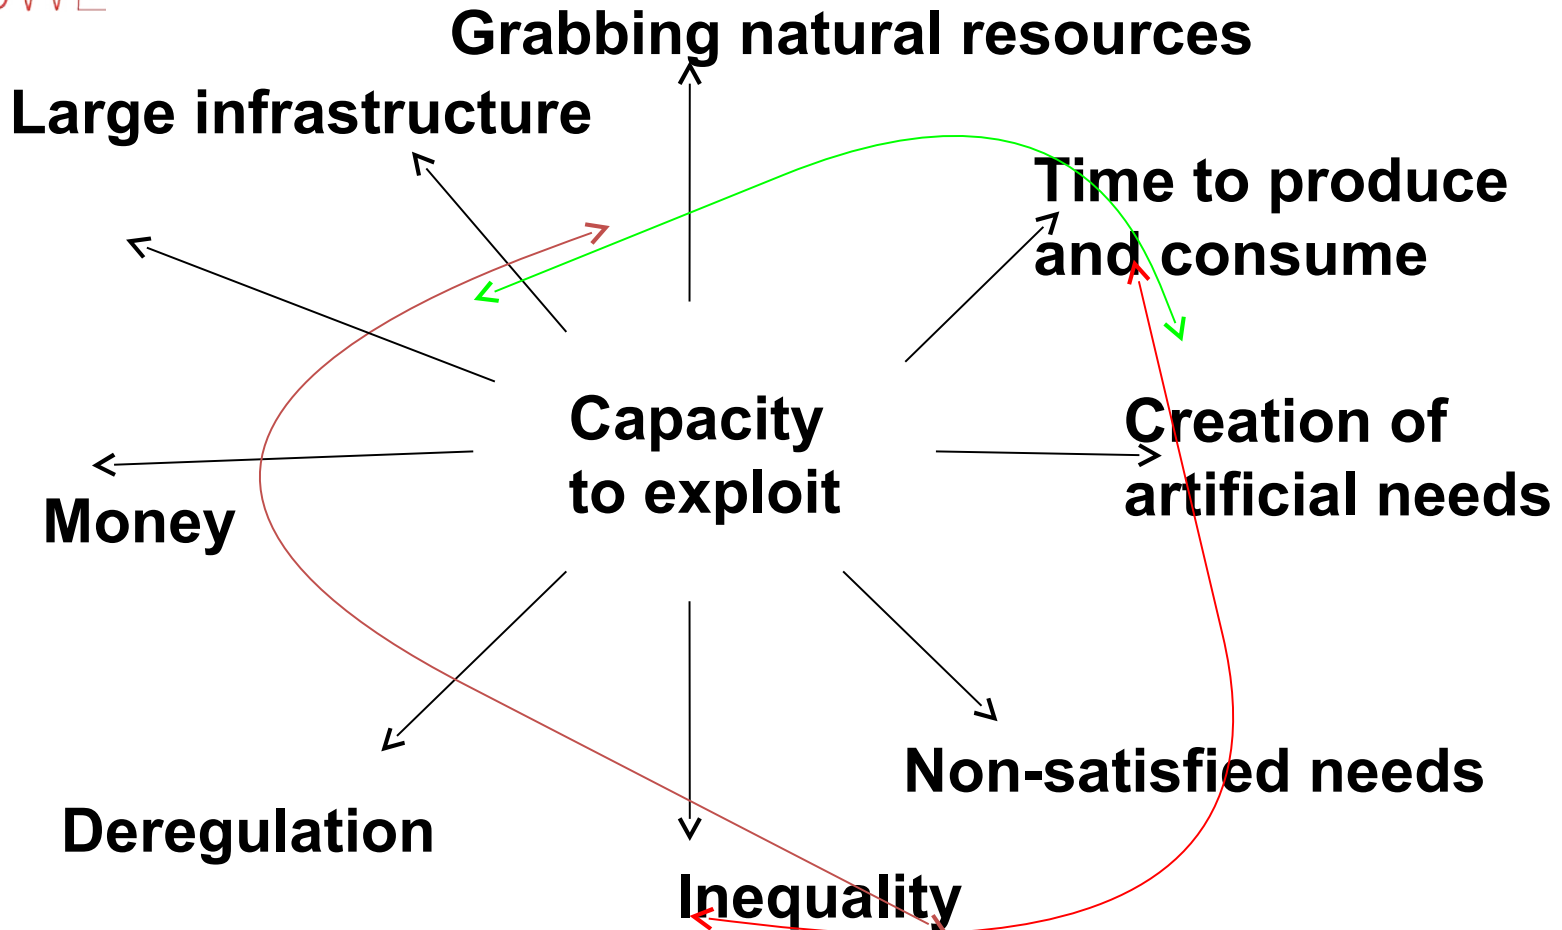 Grabbing natural resources
Large infrastructure
Time to produce
and consume
Capacity
to exploit
Creation of
artificial needs
Money
Non-satisfied needs
Deregulation
Inequality